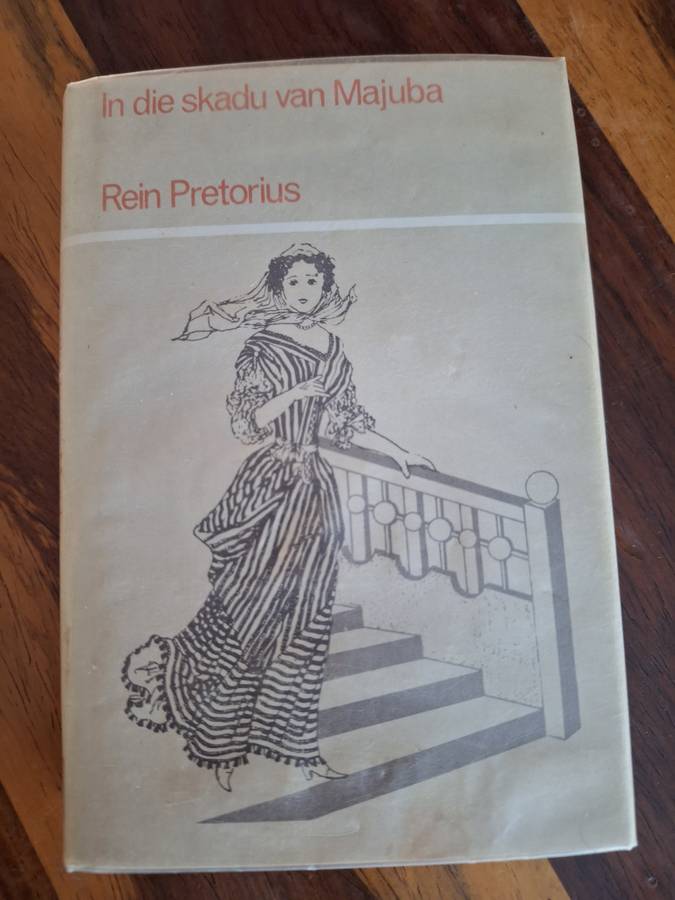 In die skadu van Majuba
Rein Pretorius